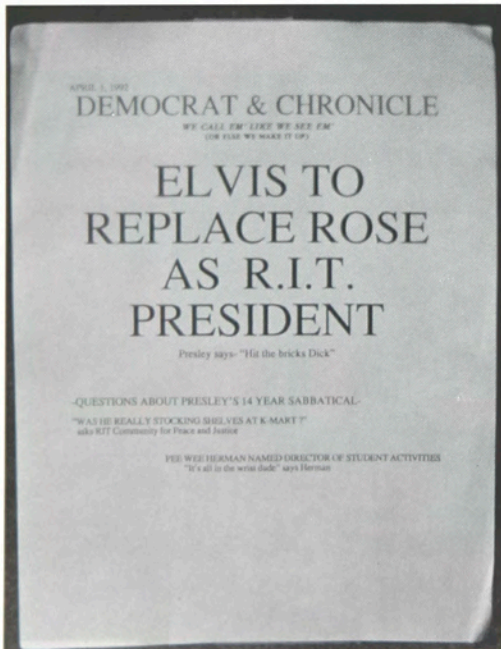 APRIL 1, 1992
DEMOCRAT & CHRONICLE
WE CALL EM' LIKE WE SEE EM'
(OR ELSE WE MAKE IT UP)
ELVIS TO
REPLACE ROSE
AS R.I.T.
PRESIDENT
Presley says- "Hit the bricks Dick"
-QUESTIONS ABOUT PRESLEY'S 14 YEAR SABBATICAL-
"WAS HE REALLY STOCKING SHELVES AT K-MART ?"
asks RIT Community for Peace and Justice
PEE WEE HERMAN NAMED DIRECTOR OF STUDENT ACTIVITIES
"It's all in the wrist dude" says Herman